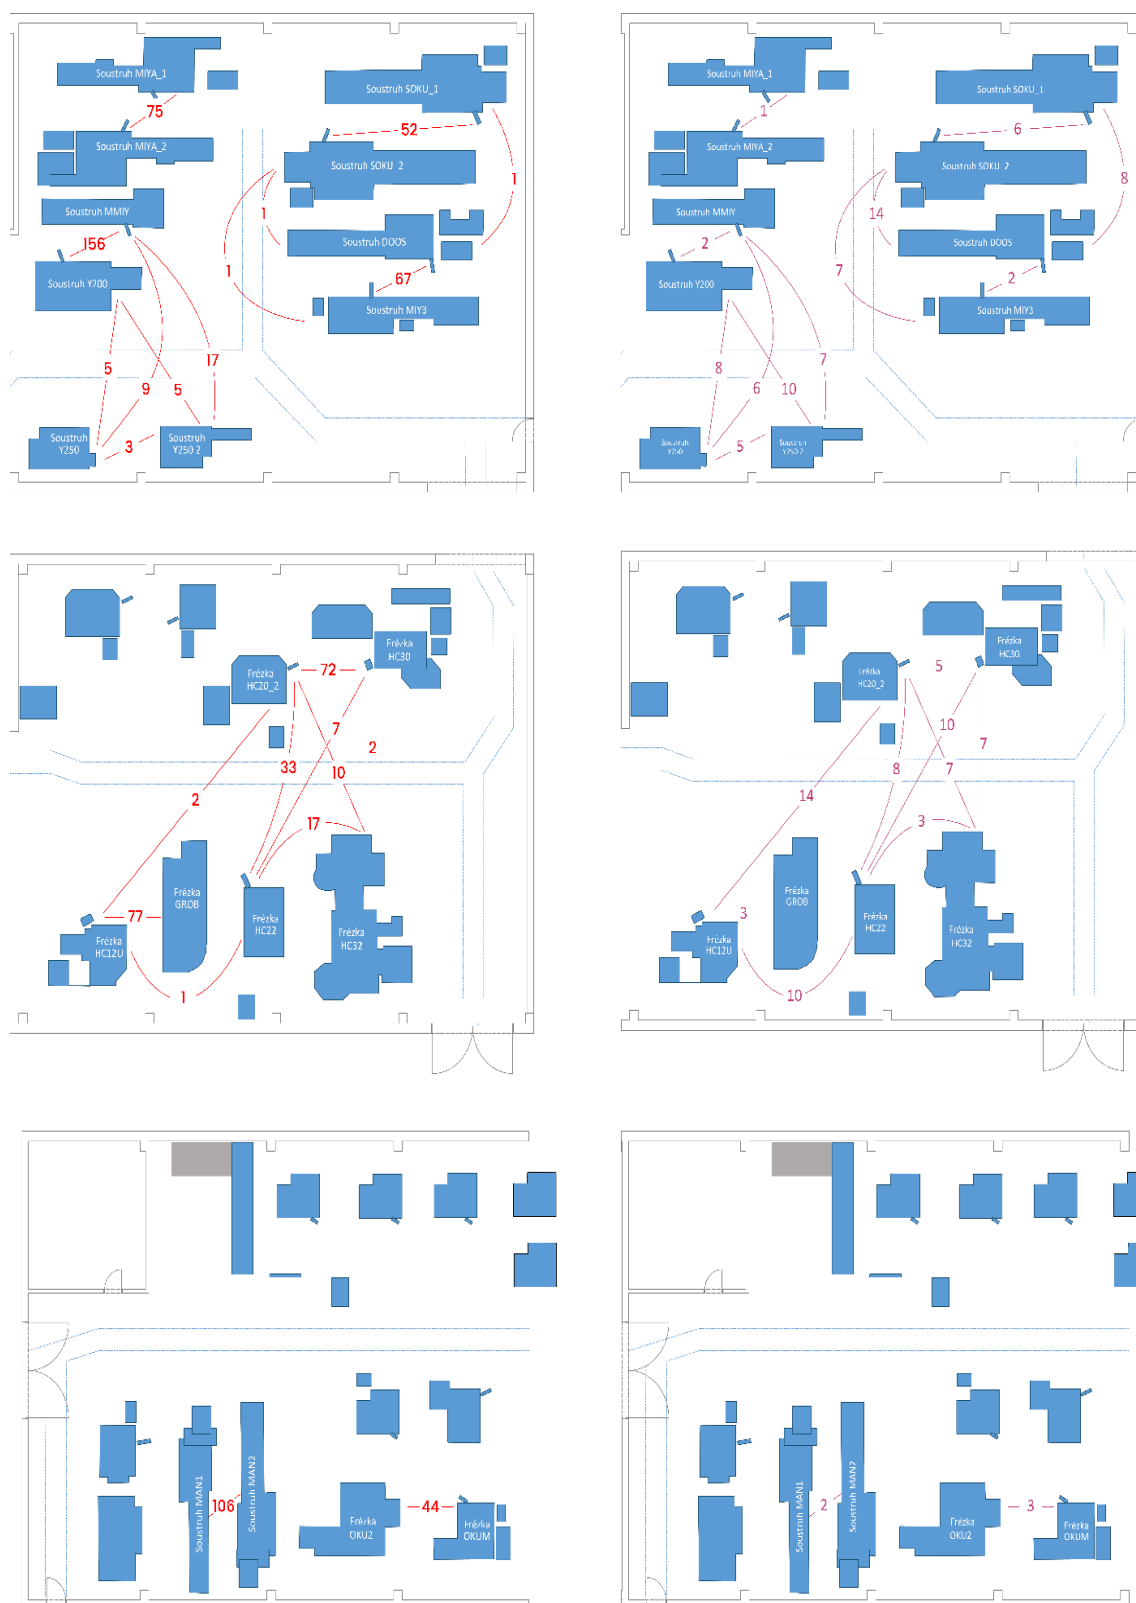 Soustruh MIYA_1
75
Soustruh MIYA_2
Soustruh MMIY
156
Soustruh Y200
Soustruh SOKU_1
52
Soustruh SOKU_2
1
1
Soustruh DOOS
1
67
Soustruh MIY3
5
9
5
17
Soustruh
Y250
3
Soustruh
Y250 2
Soustruh MIYA_1
1
Soustruh MIYA_2
Soustruh MMIY
2
Soustruh Y200
Soustruh SOKU_1
6
Soustruh SOKU_2
8
14
Soustruh DOOS
7
2
Soustruh MIY3
8
6
10
7
Soustruh
Y250
5
Soustruh
Y250 2
Frézka
HC30
Frézka
HC20_2
72
7
2
33
10
2
17
Frézka
GROB
77
Frézka
HC22
Frézka
HC32
Frézka
HC12U
1
Frézka
HC30
Frézka
HC20_2
5
10
7
8
7
14
3
Frézka
GROB
3
Frézka
HC22
Frézka
HC32
Frézka
HC12U
10
Soustruh MAN1
106
Soustruh MAN2
Frézka
OKU2
44
Frézka
OKUM
Soustruh MAN1
2
Soustruh MAN2
Frézka
OKU2
3
Frézka
OKUM